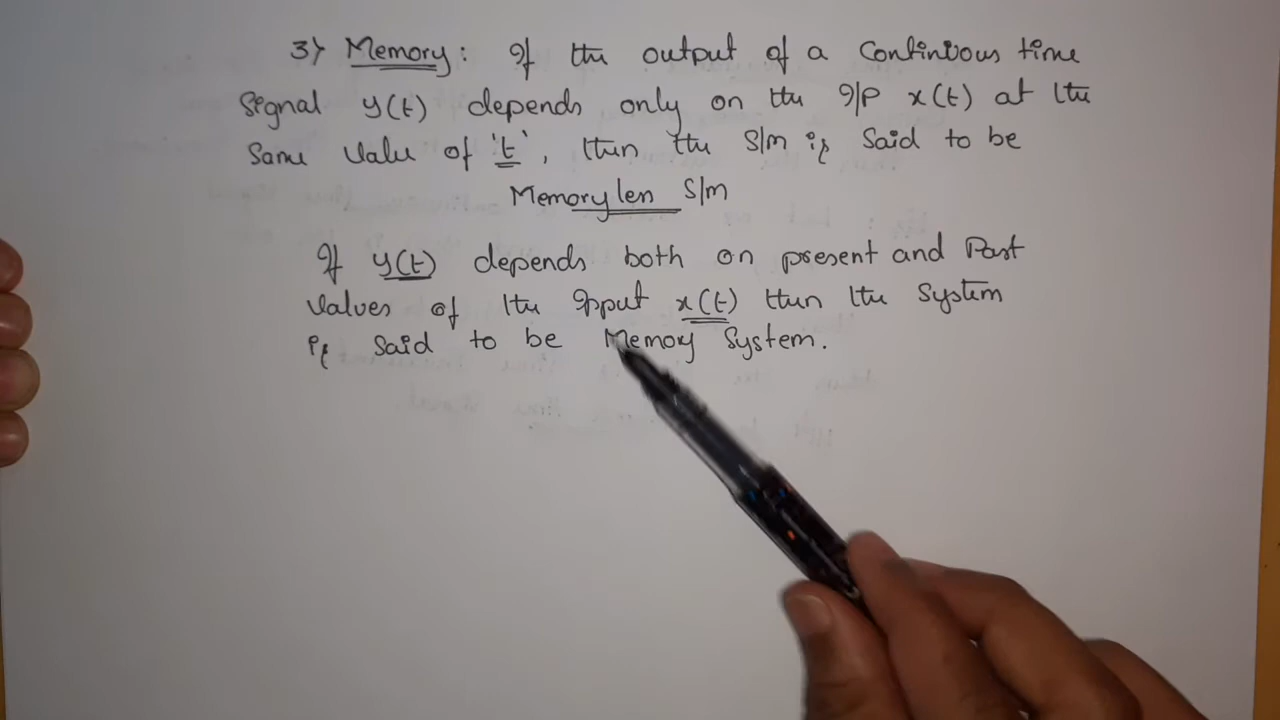 3) Memory: If the output of a Continuous time
Signal y(t) depends only on the I/P x(t) at the
Same Value of 't', then the S/m is Said to be
Memoryless S/m
If y(t) depends both on present and Past
Values of the Input x(t) then the System
is Said to be Memoy System.